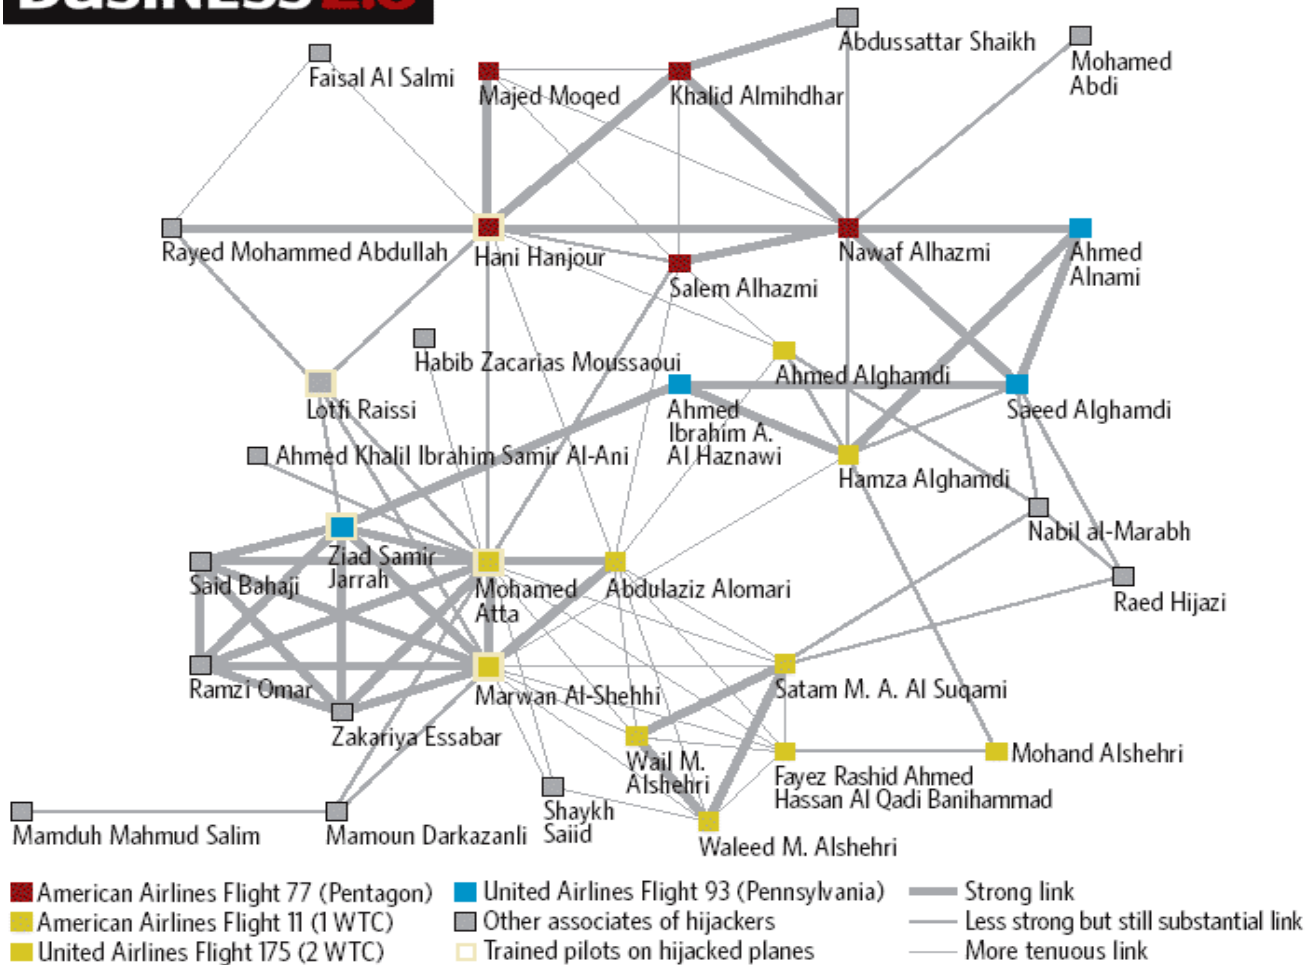 BUSINESS 2.0
Abdussattar Shaikh
Mohamed
Abdi
Faisal Al Salmi
Majed Moqed
Khalid Almihdhar
Rayed Mohammed Abdullah
Hani Hanjour
Nawaf Alhazmi
Ahmed
Alnami
Salem Alhazmi
Habib Zacarias Moussaoui
Ahmed Alghamdi
Lotfi Raissi
Ahmed
Ibrahim A.
Al Haznawi
Saeed Alghamdi
Ahmed Khalil Ibrahim Samir Al-Ani
Hamza Alghamdi
Nabil al-Marabh
Ziad Samir
Jarrah
Said Bahaji
Mohamed
Atta
Abdulaziz Alomari
Raed Hijazi
Ramzi Omar
Marwan Al-Shehhi
Satam M. A. Al Suqami
Zakariya Essabar
Wail M.
Alshehri
Mohand Alshehri
Fayez Rashid Ahmed
Hassan Al Qadi Banihammad
Shaykh
Saiid
Mamduh Mahmud Salim
Mamoun Darkazanli
Waleed M. Alshehri
American Airlines Flight 77 (Pentagon)
American Airlines Flight 11 (1 WTC)
United Airlines Flight 175 (2 WTC)
United Airlines Flight 93 (Pennsylvania)
Other associates of hijackers
Trained pilots on hijacked planes
Strong link
Less strong but still substantial link
More tenuous link